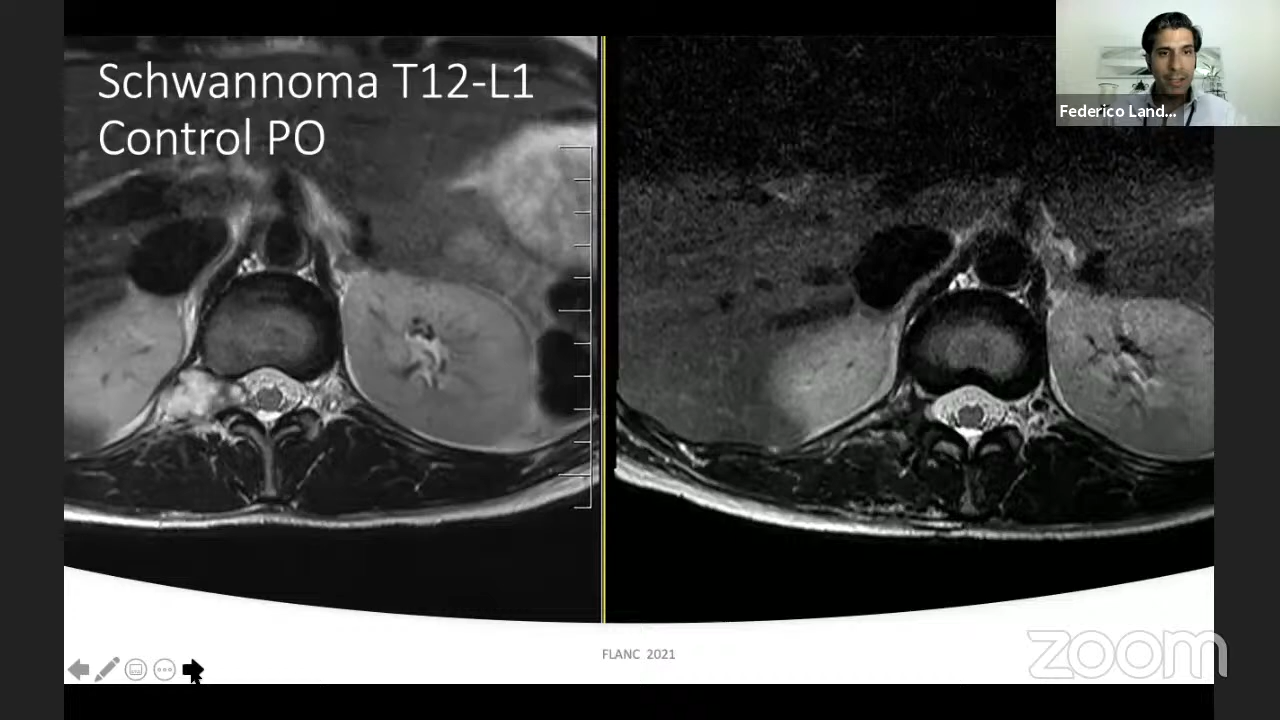 Schwannoma T12-L1
Control PO
Federico Land...
FLANC 2021
zoom